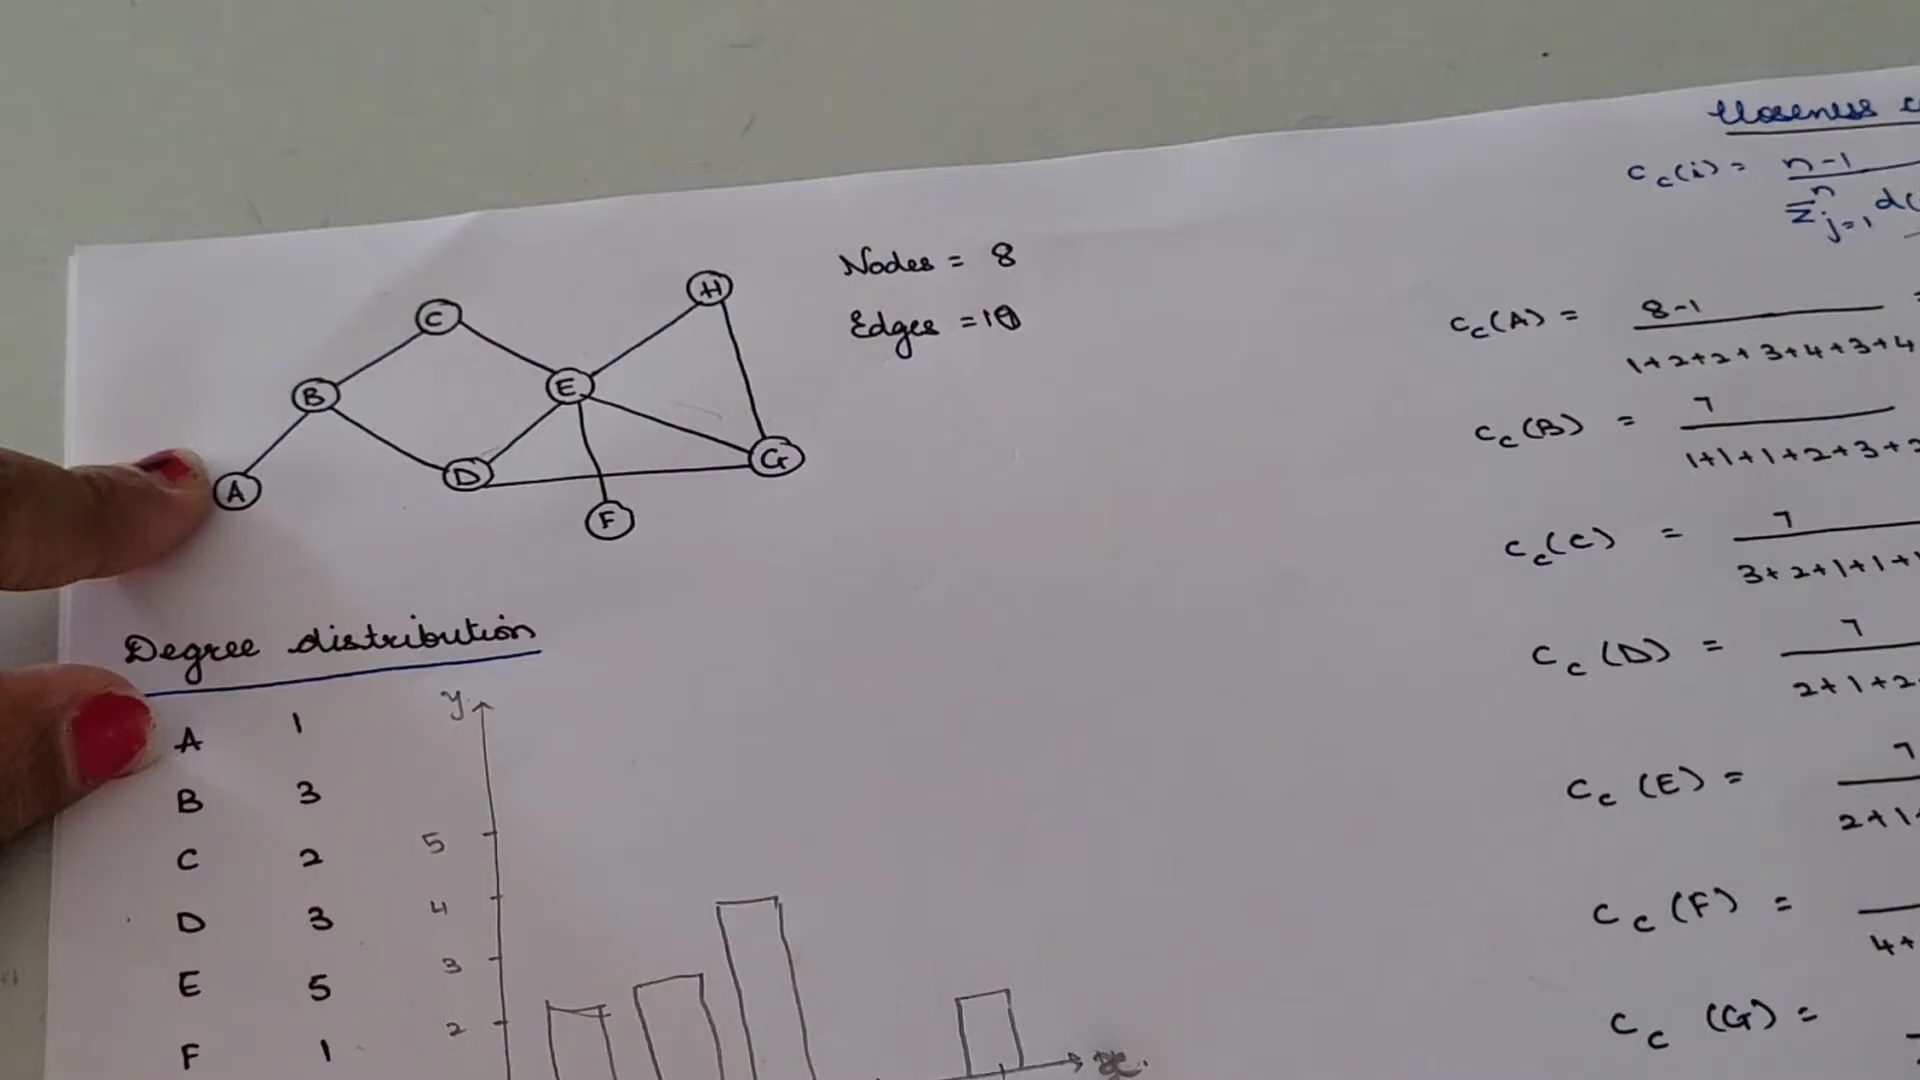 Nodes = 8
Edges = 10
H
C
E
B
G
D
A
F
Degree distribution
A 1
B 3
C 2
D 3
E 5
F 1
y
5
4
3
2
x
Closeness
Cc(i) = n-1
Σ n j=1 d(
Cc(A) = 8-1 =
1+2+2+3+4+3+4
Cc(B) = 7
1+1+1+2+3+2
Cc(C) = 7
3+2+1+1+1
Cc(D) = 7
2+1+2
Cc(E) = 7
2+1+
Cc(F) =
4+
Cc(G) =